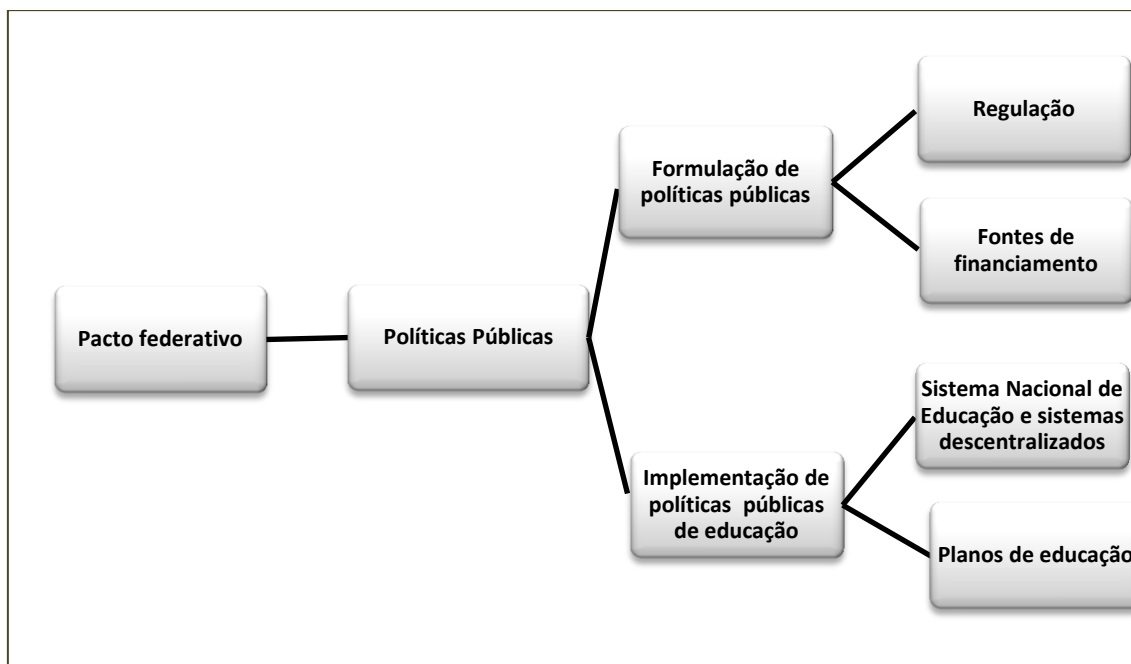 Pacto federativo
Políticas Públicas
Formulação de
políticas públicas
Regulação
Fontes de
financiamento
Implementação de
políticas públicas
de educação
Sistema Nacional de
Educação e sistemas
descentralizados
Planos de educação